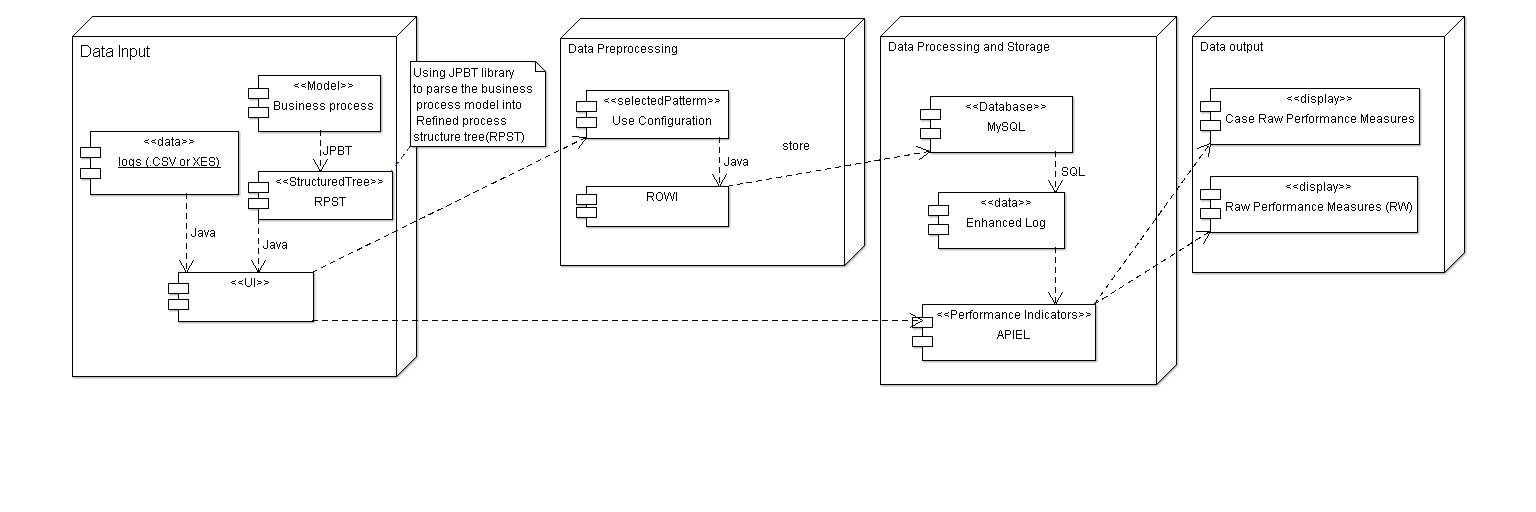 Data Input
<<Model>>
Business process
<<data>>
logs (.CSV or XES)
JPBT
<<StructuredTree>>
RPST
Java
Java
<<UI>>
Using JPBT library
to parse the business
process model into
Refined process
structure tree(RPST)
Data Preprocessing
<<selectedPatterm>>
Use Configuration
Java
ROWI
store
Data Processing and Storage
<<Database>>
MySQL
SQL
<<data>>
Enhanced Log
<<Performance Indicators>>
APIEL
Data output
<<display>>
Case Raw Performance Measures
<<display>>
Raw Performance Measures (RW)